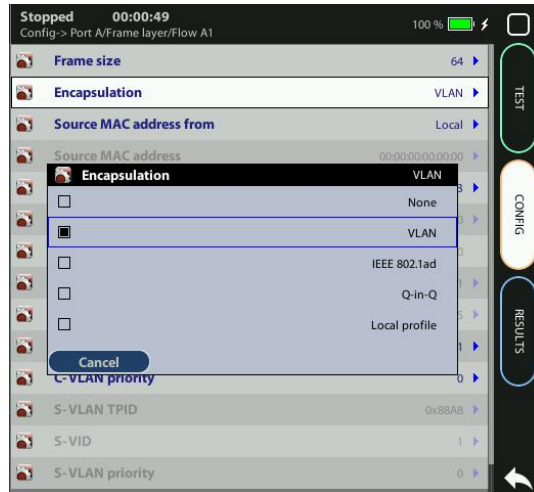 Stopped 00:00:49 100 %
Config-> Port A/Frame layer/Flow A1
Frame size 64
Encapsulation VLAN
Source MAC address from Local
Source MAC address 00:00:00:00:00:00
Encapsulation VLAN
None
VLAN
IEEE 802.1ad
Q-in-Q
Local profile
Cancel
C-VLAN priority 0
S-VLAN TPID 0x88A8
S-VID 1
S-VLAN priority 0
TEST
CONFIG
RESULTS